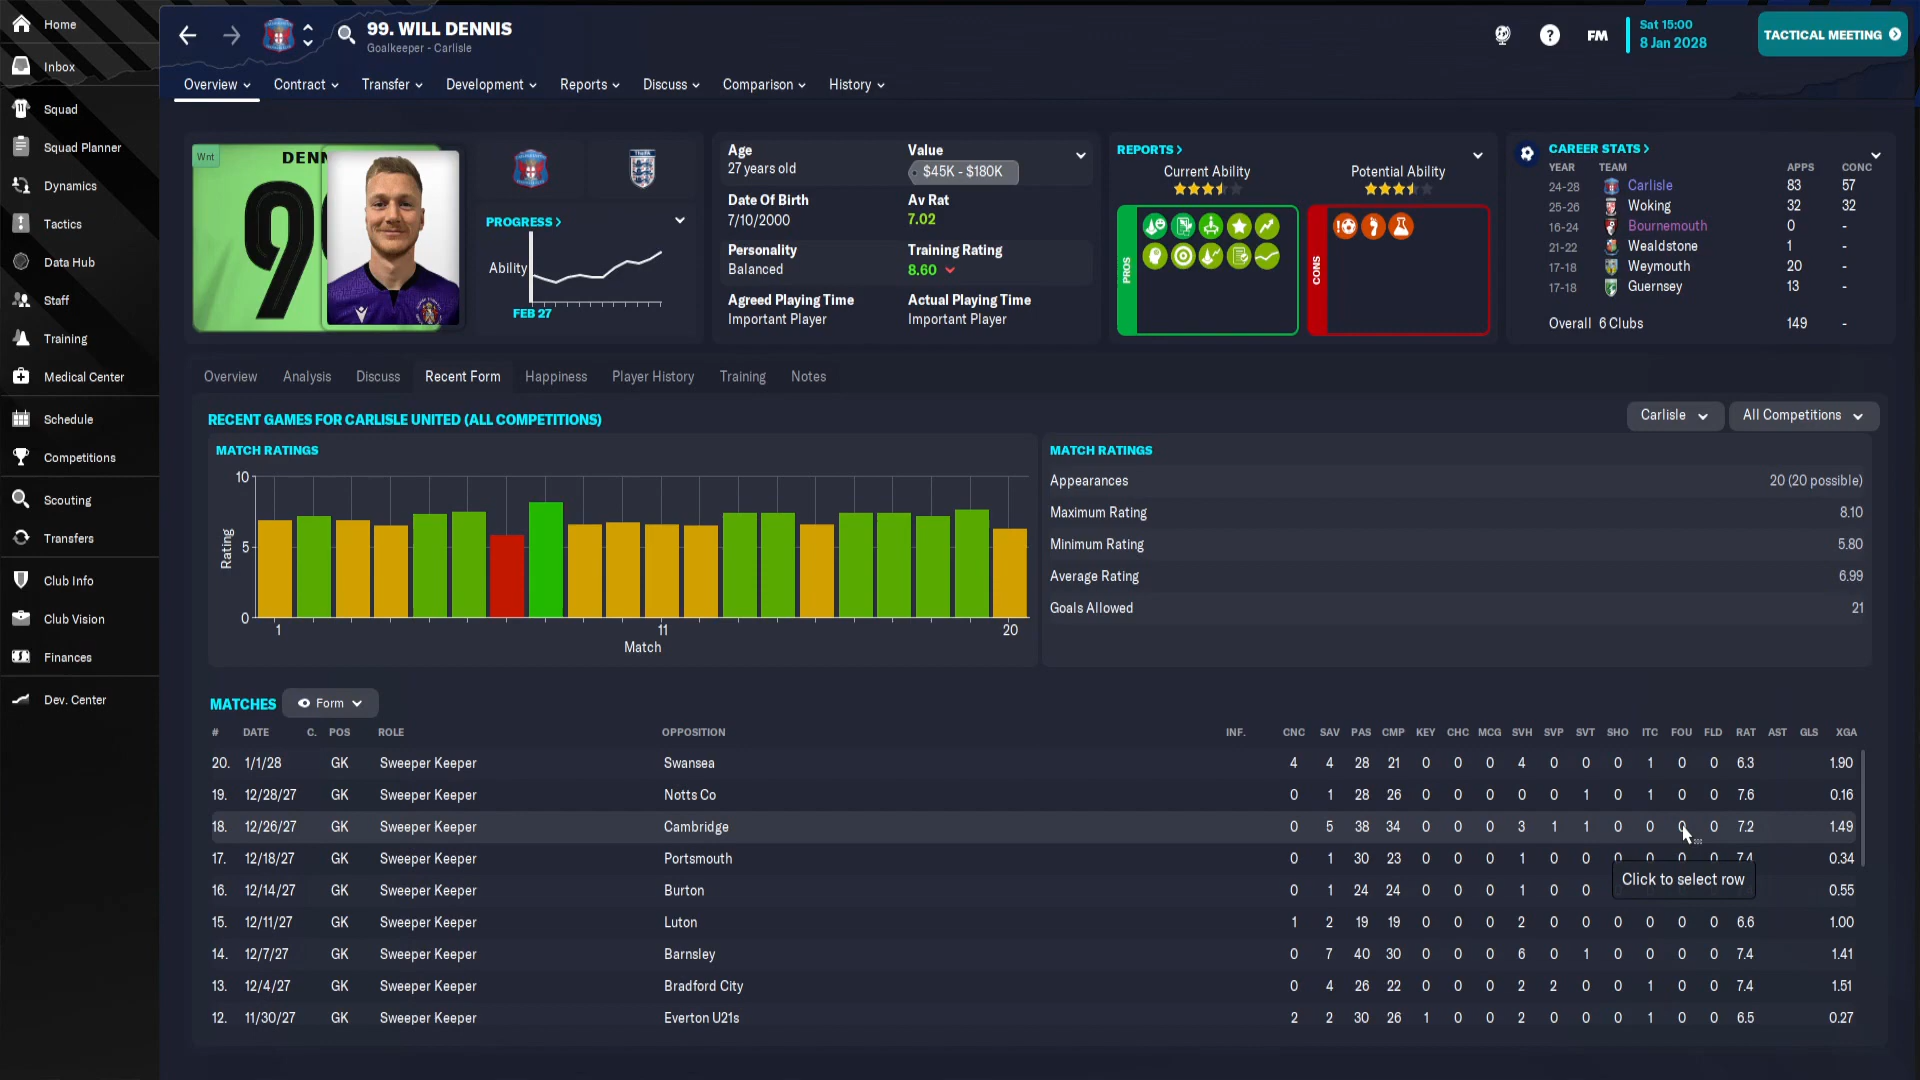 Home
Inbox
Squad
Squad Planner
Dynamics
Tactics
Data Hub
Staff
Training
Medical Center
Schedule
Competitions
Scouting
Transfers
Club Info
Club Vision
Finances
Dev. Center
99. WILL DENNIS
Goalkeeper - Carlisle
FM
Sat 15:00
8 Jan 2028
TACTICAL MEETING
Overview Contract Transfer Development Reports Discuss Comparison History
Wnt
DENN
99
PROGRESS >
Ability
FEB 27
Age
27 years old
Value
$45K - $180K
Date Of Birth
7/10/2000
Av Rat
7.02
Personality
Balanced
Training Rating
8.60
Agreed Playing Time
Important Player
Actual Playing Time
Important Player
REPORTS >
Current Ability
Potential Ability
PROS
CONS
CAREER STATS >
YEAR TEAM APPS CONC
24-28 Carlisle 83 57
25-26 Woking 32 32
16-24 Bournemouth 0 -
21-22 Wealdstone 1 -
17-18 Weymouth 20 -
17-18 Guernsey 13 -
Overall 6 Clubs 149 -
Overview Analysis Discuss Recent Form Happiness Player History Training Notes
RECENT GAMES FOR CARLISLE UNITED (ALL COMPETITIONS)
Carlisle
All Competitions
MATCH RATINGS
10
5
0
Rating
1 11 20
Match
MATCH RATINGS
Appearances 20 (20 possible)
Maximum Rating 8.10
Minimum Rating 5.80
Average Rating 6.99
Goals Allowed 21
MATCHES
Form
# DATE C. POS ROLE OPPOSITION INF. CNC SAV PAS CMP KEY CHC MCG SVH SVP SVT SHO ITC FOU FLD RAT AST GLS XGA
20. 1/1/28 GK Sweeper Keeper Swansea 4 4 28 21 0 0 0 4 0 0 0 1 0 0 6.3 1.90
19. 12/28/27 GK Sweeper Keeper Notts Co 0 1 28 26 0 0 0 0 0 1 0 1 0 0 7.6 0.16
18. 12/26/27 GK Sweeper Keeper Cambridge 0 5 38 34 0 0 0 3 1 1 0 0 0 0 7.2 1.49
17. 12/18/27 GK Sweeper Keeper Portsmouth 0 1 30 23 0 0 0 1 0 0 0 0 0 0 7.4 0.34
16. 12/14/27 GK Sweeper Keeper Burton 0 1 24 24 0 0 0 1 0 0 0.55
Click to select row
15. 12/11/27 GK Sweeper Keeper Luton 1 2 19 19 0 0 0 2 0 0 0 0 0 0 6.6 1.00
14. 12/7/27 GK Sweeper Keeper Barnsley 0 7 40 30 0 0 0 6 0 1 0 0 0 0 7.4 1.41
13. 12/4/27 GK Sweeper Keeper Bradford City 0 4 26 22 0 0 0 2 2 0 0 1 0 0 7.4 1.51
12. 11/30/27 GK Sweeper Keeper Everton U21s 2 2 30 26 1 0 0 2 0 0 0 1 0 0 6.5 0.27